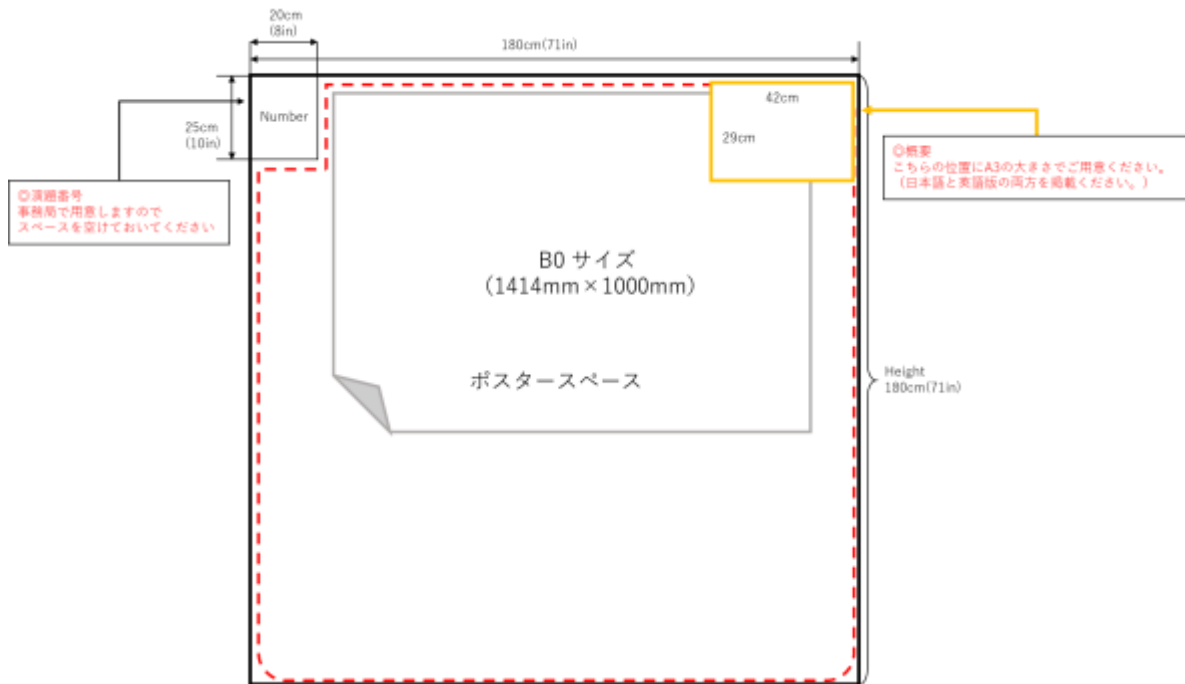 20cm
(8in)
180cm(71in)
25cm
(10in)
Number
42cm
29cm
◎演題番号
事務局で用意しますので
スペースを空けておいてください
◎概要
こちらの位置にA3の大きさでご用意ください。
（日本語と英語版の両方を掲載ください。）
B0 サイズ
（1414mm×1000mm）
ポスタースペース
Height
180cm(71in)